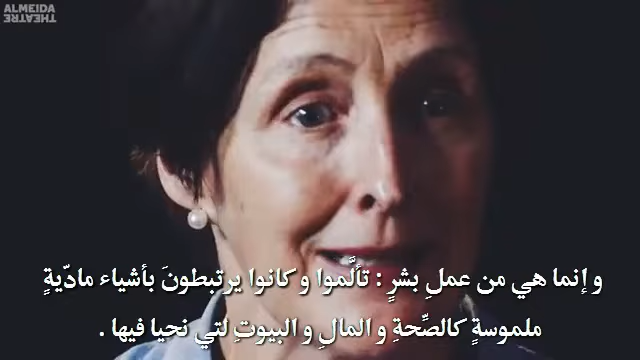 ALMEIDA
THEATRE
و إنما هي من عملِ بشرٍ : تألَّموا و كانوا يرتبطونَ بأشياء مادّيةٍ
ملموسةٍ كالصِّحةِ و المالِ و البيوتِ لتي نحيا فيها .